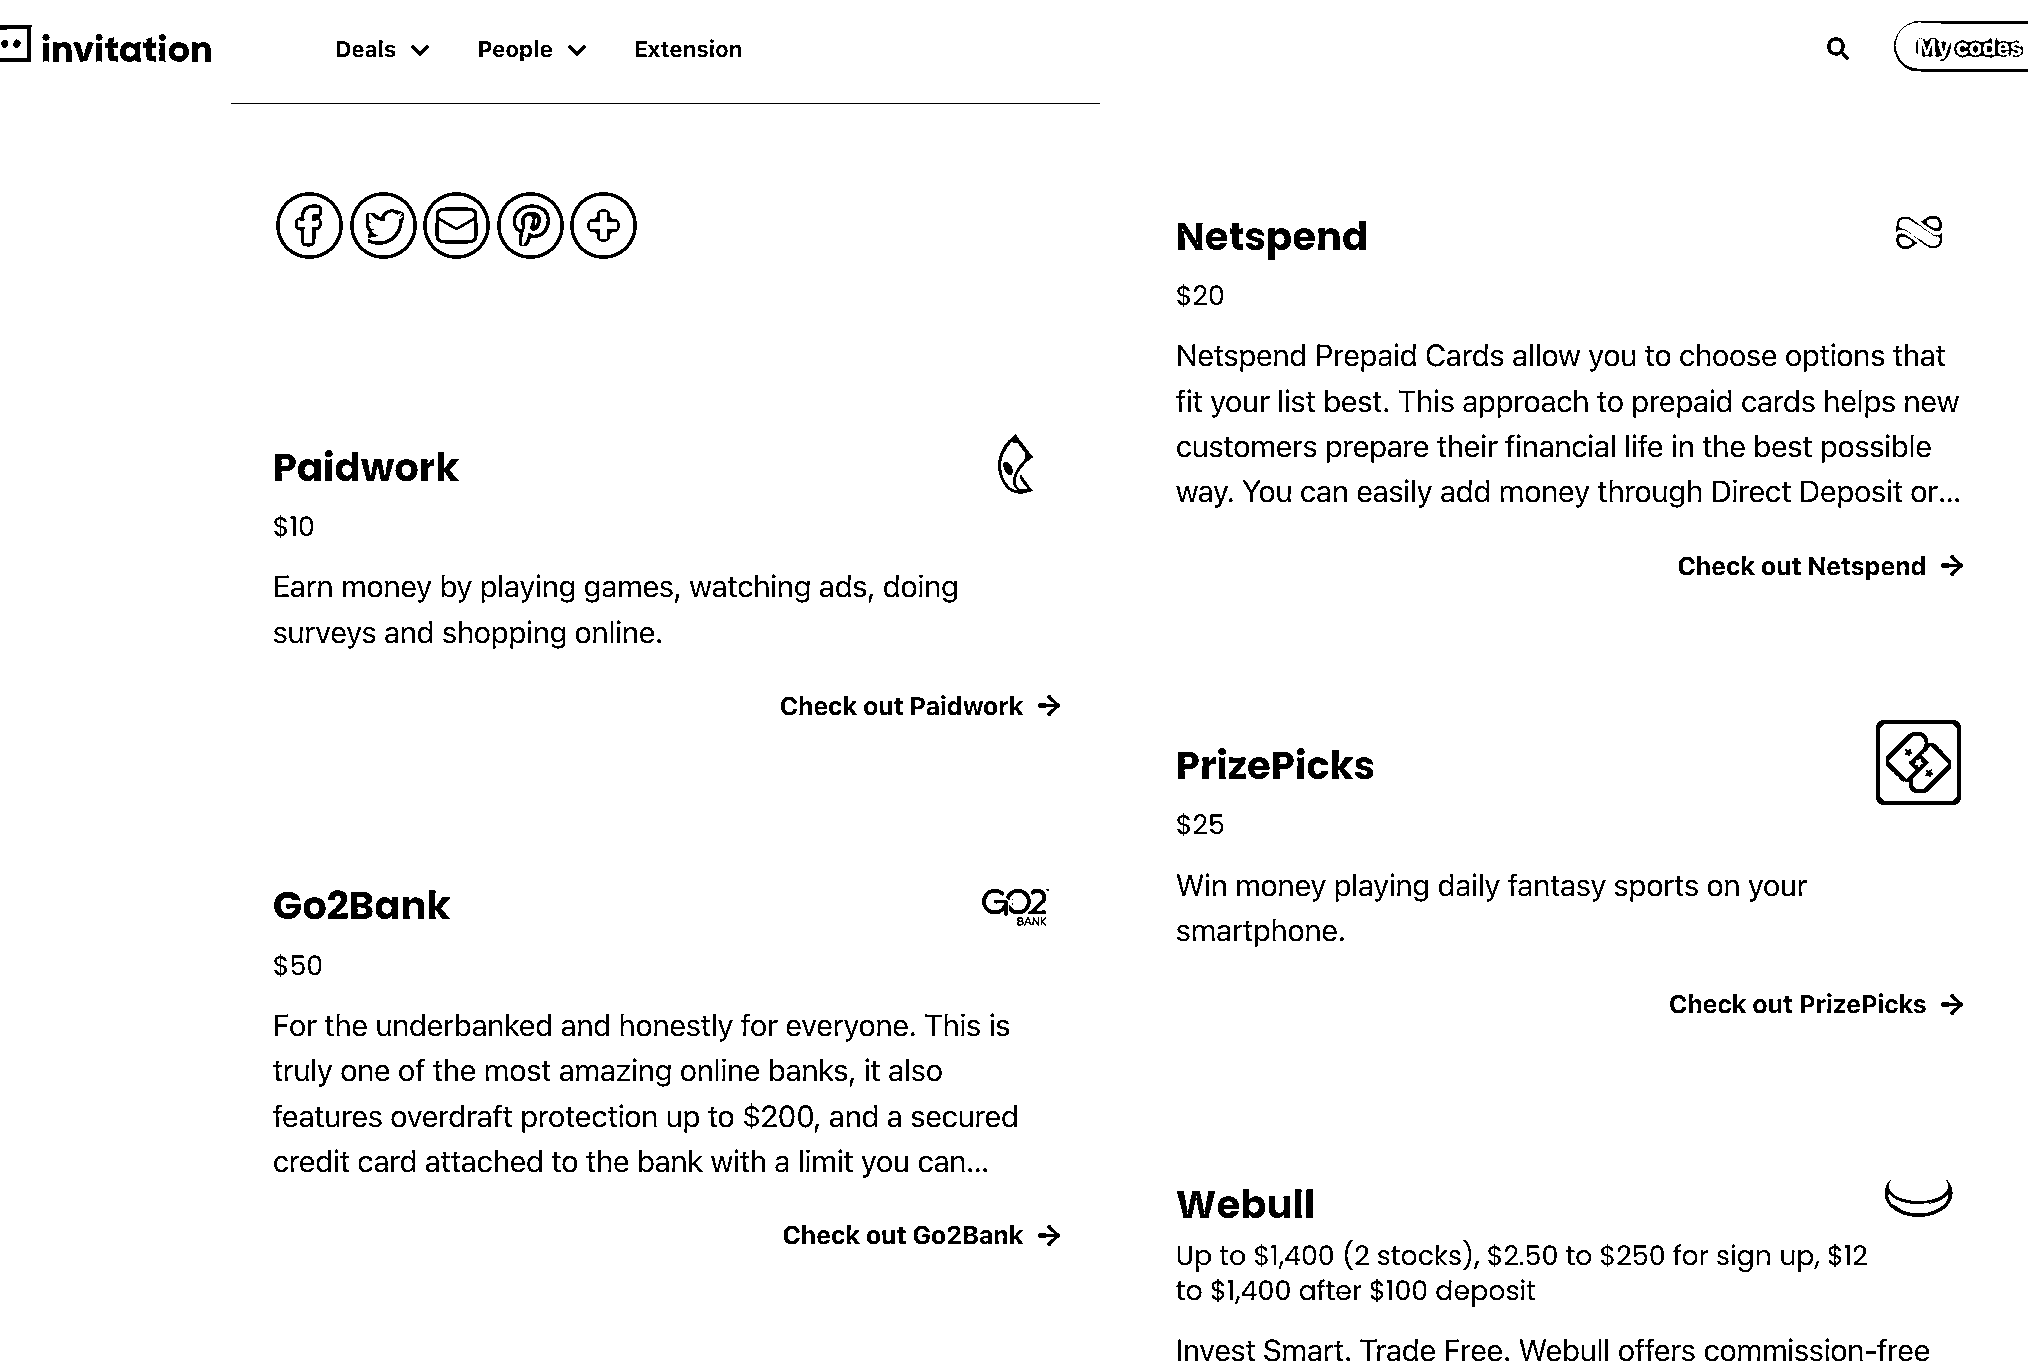 invitation
Deals
People
Extension
My codes
Paidwork
$10
Earn money by playing games, watching ads, doing
surveys and shopping online.
Check out Paidwork
Go2Bank
GO2
BANK
$50
For the underbanked and honestly for everyone. This is
truly one of the most amazing online banks, it also
features overdraft protection up to $200, and a secured
credit card attached to the bank with a limit you can...
Check out Go2Bank
Netspend
$20
Netspend Prepaid Cards allow you to choose options that
fit your list best. This approach to prepaid cards helps new
customers prepare their financial life in the best possible
way. You can easily add money through Direct Deposit or...
Check out Netspend
PrizePicks
$25
Win money playing daily fantasy sports on your
smartphone.
Check out PrizePicks
Webull
Up to $1,400 (2 stocks), $2.50 to $250 for sign up, $12
to $1,400 after $100 deposit
Invest Smart. Trade Free. Webull offers commission-free